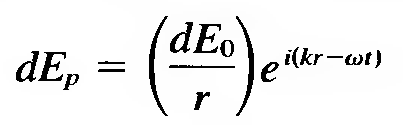 dE_p = (dE_0 / r) e^{i(kr−ωt)}